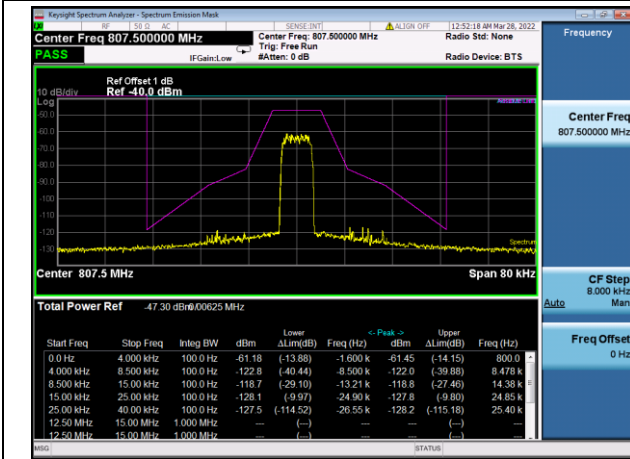 Keysight Spectrum Analyzer - Spectrum Emission Mask
RF 50 Ω AC SENSE:INT ALIGN OFF 12:52:18 AM Mar 28, 2022
Center Freq 807.500000 MHz
Center Freq: 807.500000 MHz
Radio Std: None
Trig: Free Run
PASS
IFGain:Low
#Atten: 0 dB
Radio Device: BTS
Ref Offset 1 dB
10 dB/div
Ref -40.0 dBm
Log
-50.0
-60.0
-70.0
-80.0
-90.0
-100
-110
-120
-130
Spectrum
Center 807.5 MHz
Span 80 kHz
Total Power Ref -47.30 dBm/0.00625 MHz
Lower <- Peak -> Upper
Start Freq Stop Freq Integ BW dBm ΔLim(dB) Freq (Hz) dBm ΔLim(dB) Freq (Hz)
0.0 Hz 4.000 kHz 100.0 Hz -61.18 (-13.88) -1.600 k -61.45 (-14.15) 800.0
4.000 kHz 8.500 kHz 100.0 Hz -122.8 (-40.44) -8.500 k -122.0 (-39.88) 8.478 k
8.500 kHz 15.00 kHz 100.0 Hz -118.7 (-29.10) -13.21 k -118.8 (-27.46) 14.38 k
15.00 kHz 25.00 kHz 100.0 Hz -128.1 (-9.97) -24.90 k -127.8 (-9.80) 24.85 k
25.00 kHz 40.00 kHz 100.0 Hz -127.5 (-114.52) -26.55 k -128.2 (-115.18) 25.40 k
12.50 MHz 15.00 MHz 1.000 MHz --- (---) --- (---)
12.50 MHz 15.00 MHz 1.000 MHz --- (---) --- (---)
MSG
STATUS
Frequency
Center Freq
807.500000 MHz
CF Step
8.000 kHz
Auto Man
Freq Offset
0 Hz